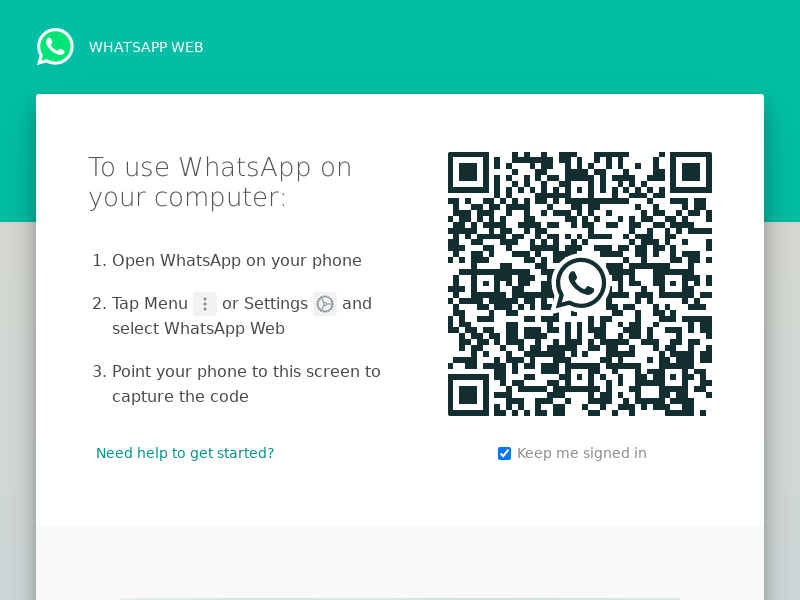 WHATSAPP WEB
To use WhatsApp on
your computer:
1. Open WhatsApp on your phone
2. Tap Menu or Settings and
select WhatsApp Web
3. Point your phone to this screen to
capture the code
Need help to get started?
Keep me signed in